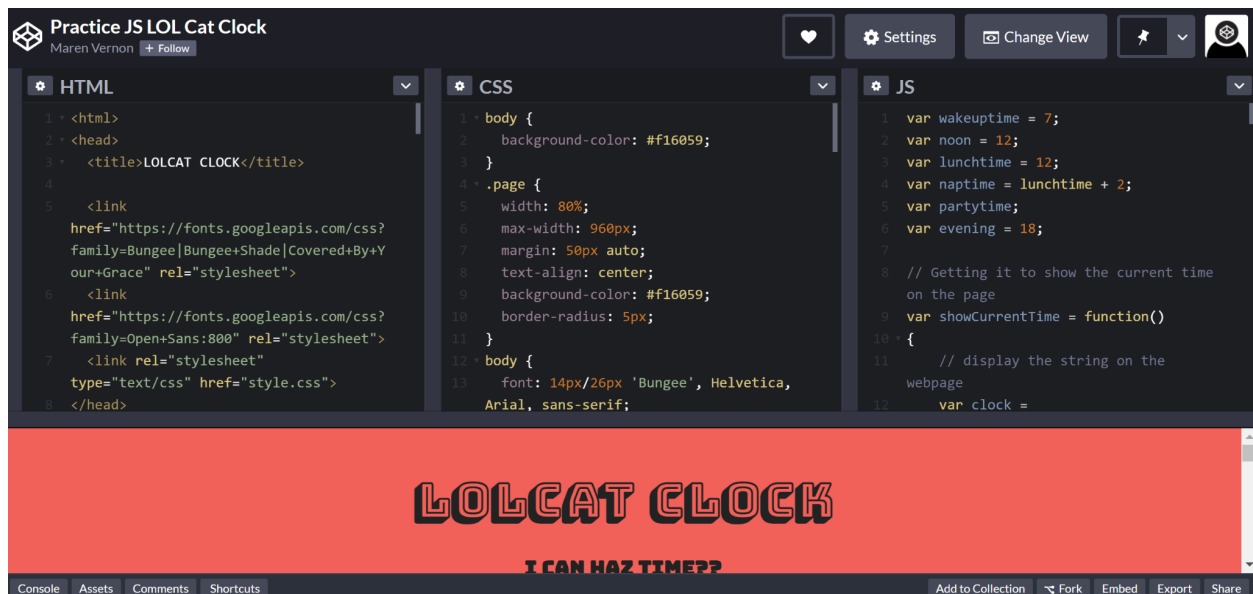 Practice JS LOL Cat Clock
Maren Vernon + Follow
Settings
Change View
HTML
1 <html>
2 <head>
3 <title>LOLCAT CLOCK</title>
4
5 <link
href="https://fonts.googleapis.com/css?
family=Bungee|Bungee+Shade|Covered+By+Y
our+Grace" rel="stylesheet">
6 <link
href="https://fonts.googleapis.com/css?
family=Open+Sans:800" rel="stylesheet">
7 <link rel="stylesheet"
type="text/css" href="style.css">
8 </head>
CSS
1 body {
2 background-color: #f16059;
3 }
4 .page {
5 width: 80%;
6 max-width: 960px;
7 margin: 50px auto;
8 text-align: center;
9 background-color: #f16059;
10 border-radius: 5px;
11 }
12 body {
13 font: 14px/26px 'Bungee', Helvetica,
Arial, sans-serif;
JS
1 var wakeuptime = 7;
2 var noon = 12;
3 var lunchtime = 12;
4 var naptime = lunchtime + 2;
5 var partytime;
6 var evening = 18;
7
8 // Getting it to show the current time
on the page
9 var showCurrentTime = function()
10 {
11 // display the string on the
webpage
12 var clock =
LOLCAT CLOCK
I CAN HAZ TIME??
Console Assets Comments Shortcuts
Add to Collection Fork Embed Export Share